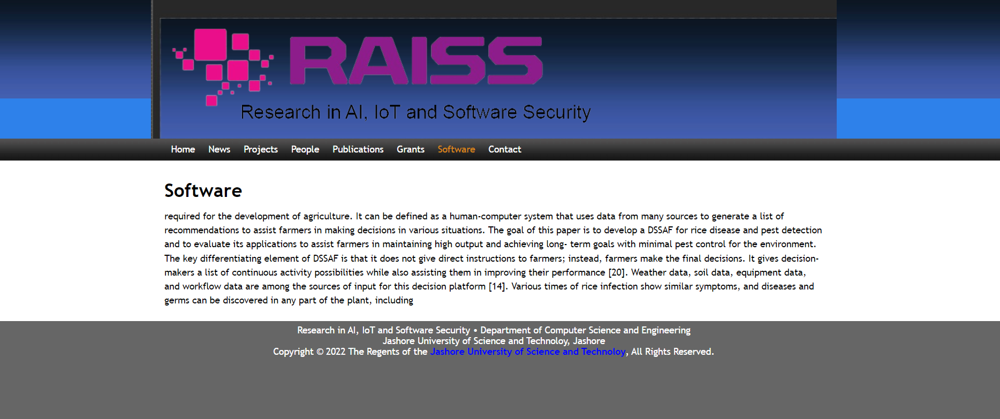 RAISS
Research in AI, IoT and Software Security
Home News Projects People Publications Grants Software Contact
Software
required for the development of agriculture. It can be defined as a human-computer system that uses data from many sources to generate a list of
recommendations to assist farmers in making decisions in various situations. The goal of this paper is to develop a DSSAF for rice disease and pest detection
and to evaluate its applications to assist farmers in maintaining high output and achieving long- term goals with minimal pest control for the environment.
The key differentiating element of DSSAF is that it does not give direct instructions to farmers; instead, farmers make the final decisions. It gives decision-
makers a list of continuous activity possibilities while also assisting them in improving their performance [20]. Weather data, soil data, equipment data,
and workflow data are among the sources of input for this decision platform [14]. Various times of rice infection show similar symptoms, and diseases and
germs can be discovered in any part of the plant, including
Research in AI, IoT and Software Security • Department of Computer Science and Engineering
Jashore University of Science and Technoloy, Jashore
Copyright © 2022 The Regents of the Jashore University of Science and Technoloy, All Rights Reserved.